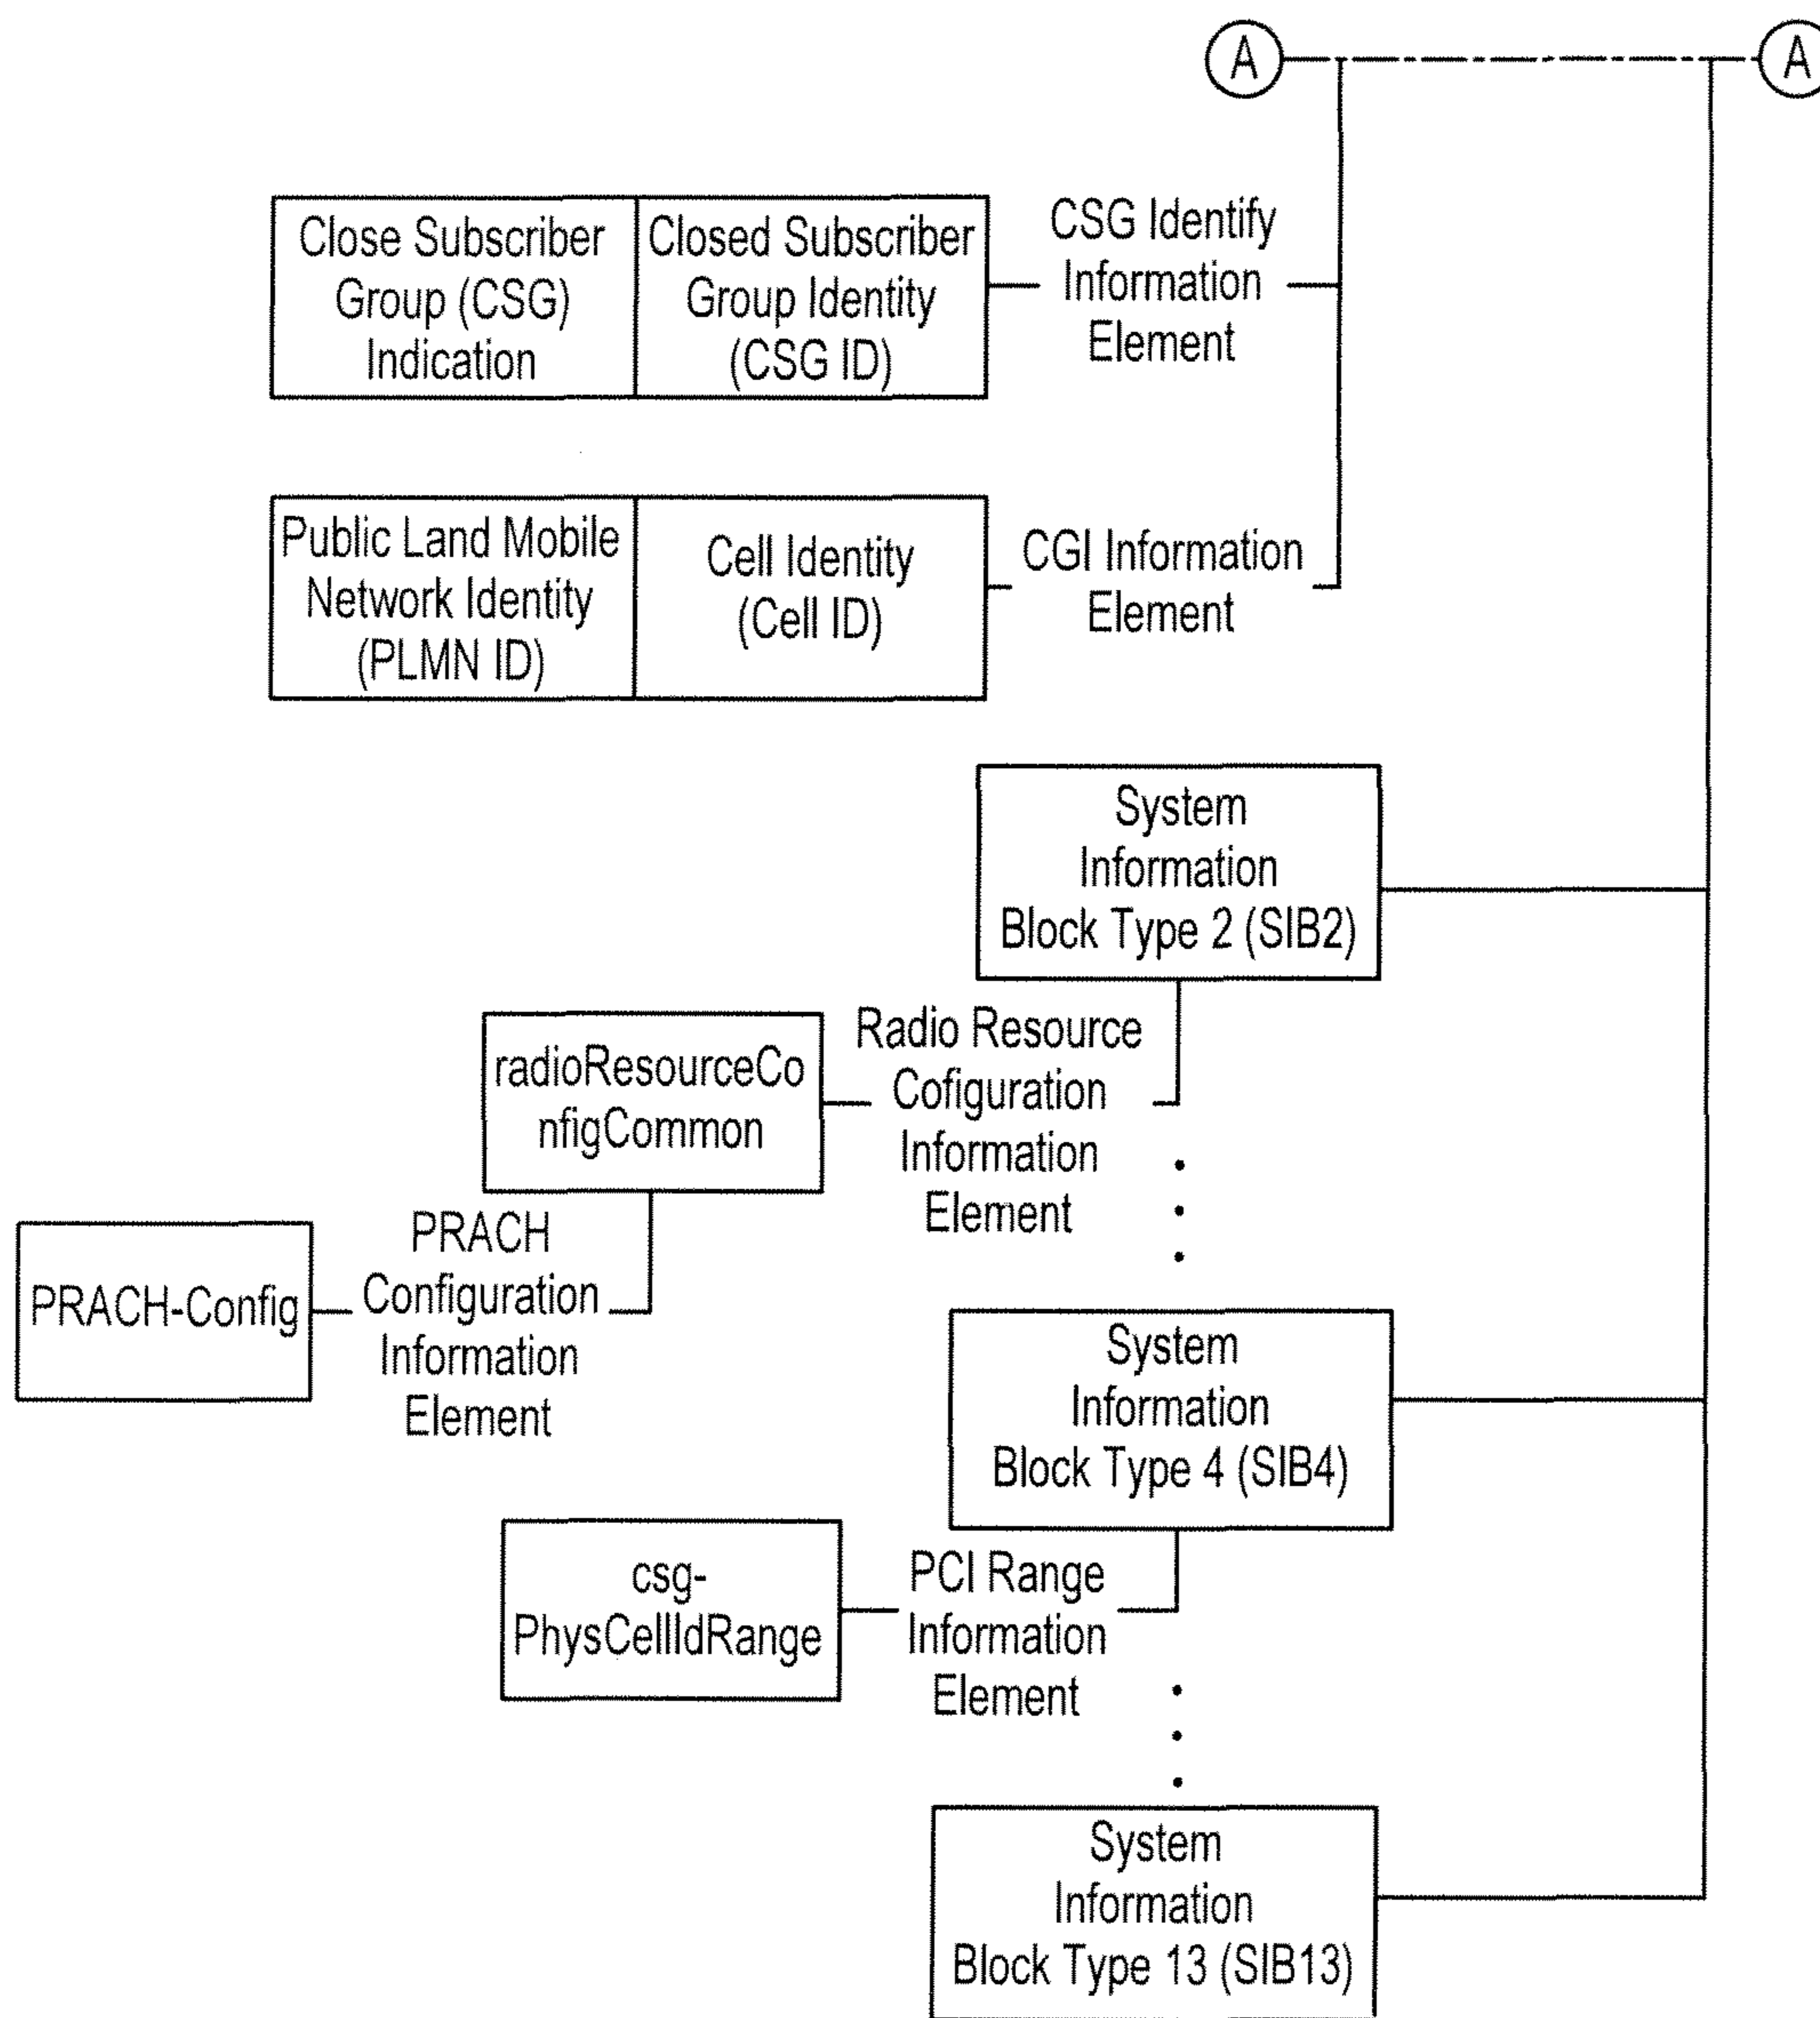 A
A
Close Subscriber
Group (CSG)
Indication
Closed Subscriber
Group Identity
(CSG ID)
CSG Identify
Information
Element
Public Land Mobile
Network Identity
(PLMN ID)
Cell Identity
(Cell ID)
CGI Information
Element
System
Information
Block Type 2 (SIB2)
Radio Resource
Cofiguration
Information
Element
radioResourceCo
nfigCommon
PRACH
Configuration
Information
Element
PRACH-Config
System
Information
Block Type 4 (SIB4)
PCI Range
Information
Element
csg-
PhysCellIdRange
System
Information
Block Type 13 (SIB13)